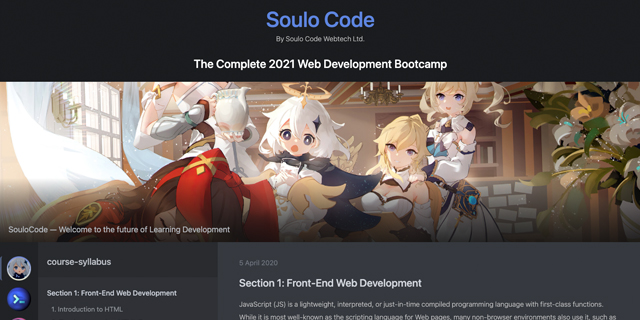 Soulo Code
By Soulo Code Webtech Ltd.
The Complete 2021 Web Development Bootcamp
SouloCode — Welcome to the future of Learning Development
course-syllabus
Section 1: Front-End Web Development
1. Introduction to HTML
5 April 2020
Section 1: Front-End Web Development
JavaScript (JS) is a lightweight, interpreted, or just-in-time compiled programming language with first-class functions.
While it is most well-known as the scripting language for Web pages, many non-browser environments also use it, such as